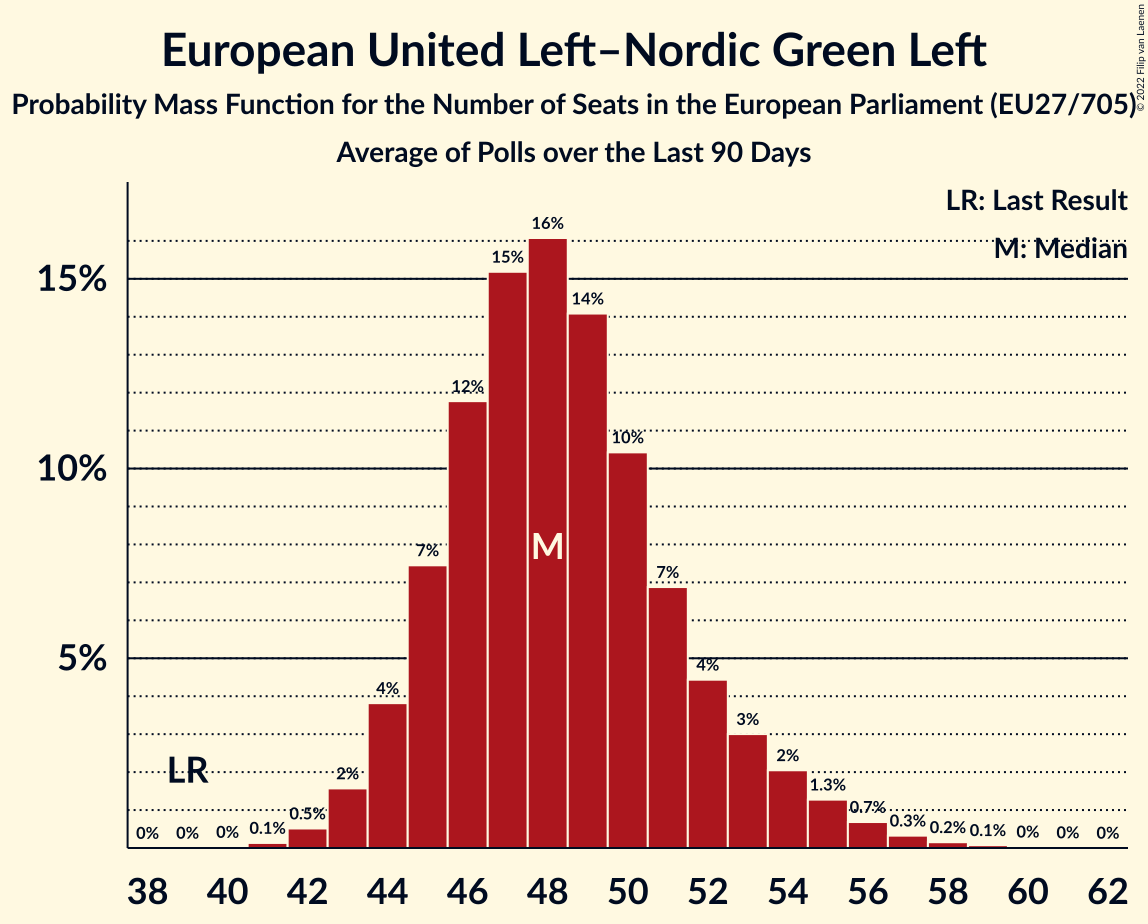 European United Left–Nordic Green Left
Probability Mass Function for the Number of Seats in the European Parliament (EU27/705)
Average of Polls over the Last 90 Days
© 2022 Filip van Laenen
LR: Last Result
M: Median
15%
10%
5%
0% 0% 0% 0.1% 0.5% 2% 4% 7% 12% 15% 16% 14% 10% 7% 4% 3% 2% 1.3% 0.7% 0.3% 0.2% 0.1% 0% 0% 0%
LR
M
38 40 42 44 46 48 50 52 54 56 58 60 62